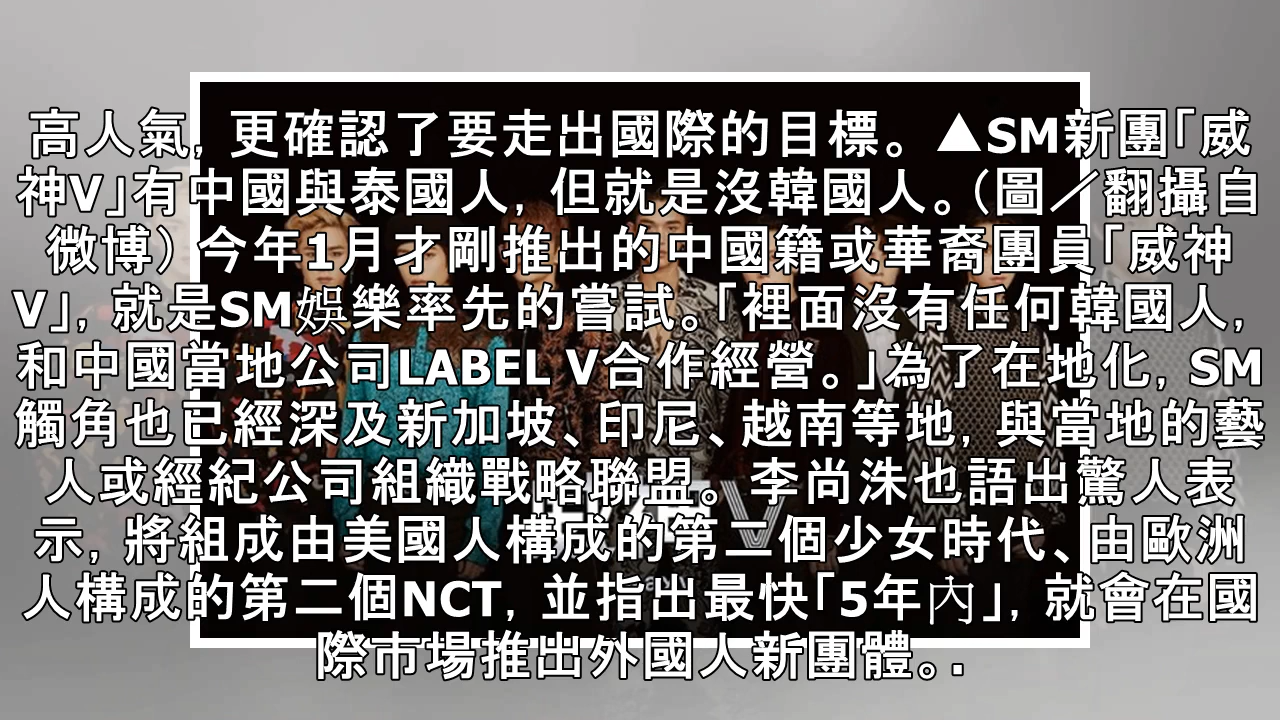 高人氣, 更確認了要走出國際的目標。▲SM新團「威
神V」有中國與泰國人, 但就是沒韓國人。(圖／翻攝自
微博) 今年1月才剛推出的中國籍或華裔團員「威神
V」, 就是SM娛樂率先的嘗試。「裡面沒有任何韓國人,
和中國當地公司LABEL V合作經營。」為了在地化, SM
觸角也已經深及新加坡、印尼、越南等地, 與當地的藝
人或經紀公司組織戰略聯盟。 李尚洙也語出驚人表
示, 將組成由美國人構成的第二個少女時代、由歐洲
人構成的第二個NCT, 並指出最快「5年內」, 就會在國
際市場推出外國人新團體。.